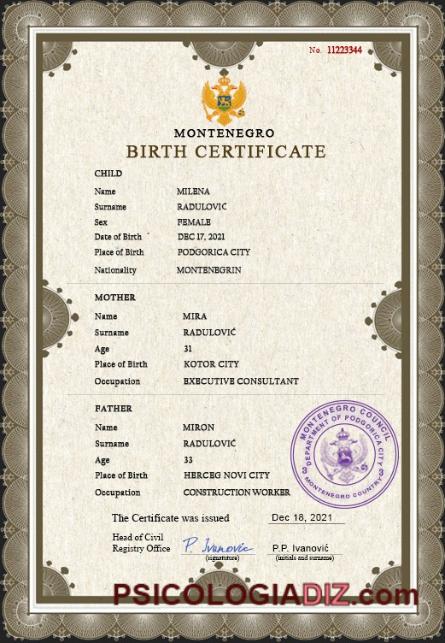 No. 11223344
MONTENEGRO
BIRTH CERTIFICATE
CHILD
Name MILENA
Surname RADULOVIC
Sex FEMALE
Date of Birth DEC 17, 2021
Place of Birth PODGORICA CITY
Nationality MONTENEGRIN
MOTHER
Name MIRA
Surname RADULOVIĆ
Age 31
Place of Birth KOTOR CITY
Occupation EXECUTIVE CONSULTANT
FATHER
Name MIRON
Surname RADULOVIĆ
Age 33
Place of Birth HERCEG NOVI CITY
Occupation CONSTRUCTION WORKER
MONTENEGRO COUNCIL
DEPARTMENT OF PODGORICA CITY
3 3
MONTENEGRO COUNTRY
The Certificate was issued Dec 18, 2021
Head of Civil
Registry Office P. Ivanovic P.P. Ivanović
(signatture) (initials and surname)
PSICOLOGIADIZ.com